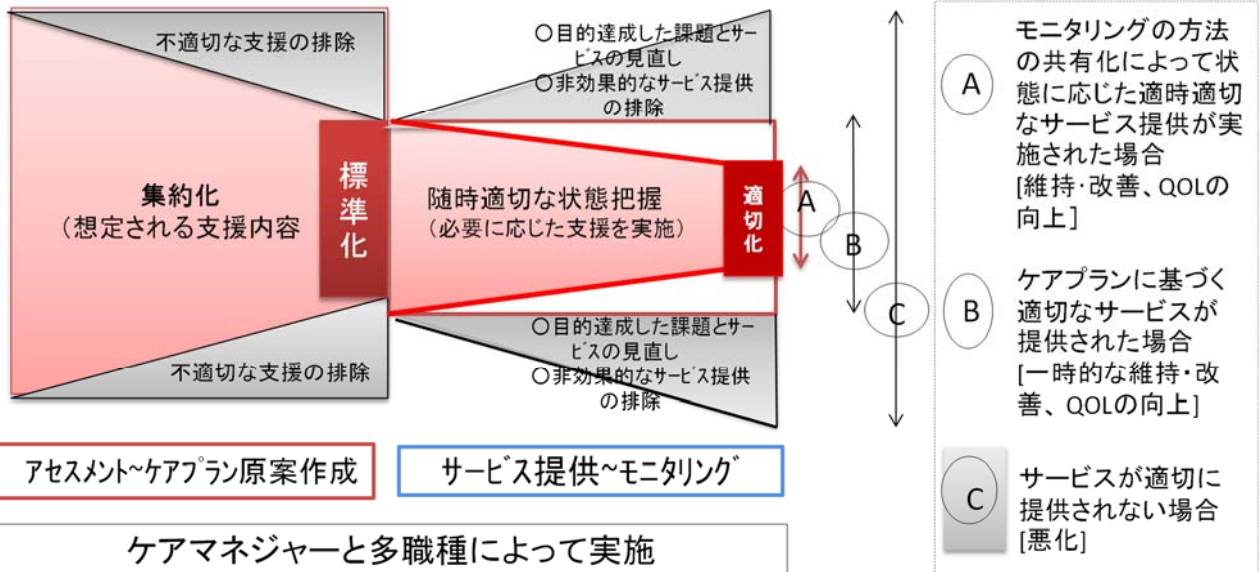 不適切な支援の排除
集約化
（想定される支援内容
不適切な支援の排除
標準化
○目的達成した課題とサー
ビスの見直し
○非効果的なサービス提供
の排除
随時適切な状態把握
（必要に応じた支援を実施）
適切化
○目的達成した課題とサー
ビスの見直し
○非効果的なサービス提供
の排除
A
B
C
A
モニタリングの方法
の共有化によって状
態に応じた適時適切
なサービス提供が実
施された場合
[維持・改善、QOLの
向上]
B
ケアプランに基づく
適切なサービスが
提供された場合
[一時的な維持・改
善、QOLの向上]
C
サービスが適切に
提供されない場合
[悪化]
アセスメント~ケアプラン原案作成
サービス提供~モニタリング
ケアマネジャーと多職種によって実施